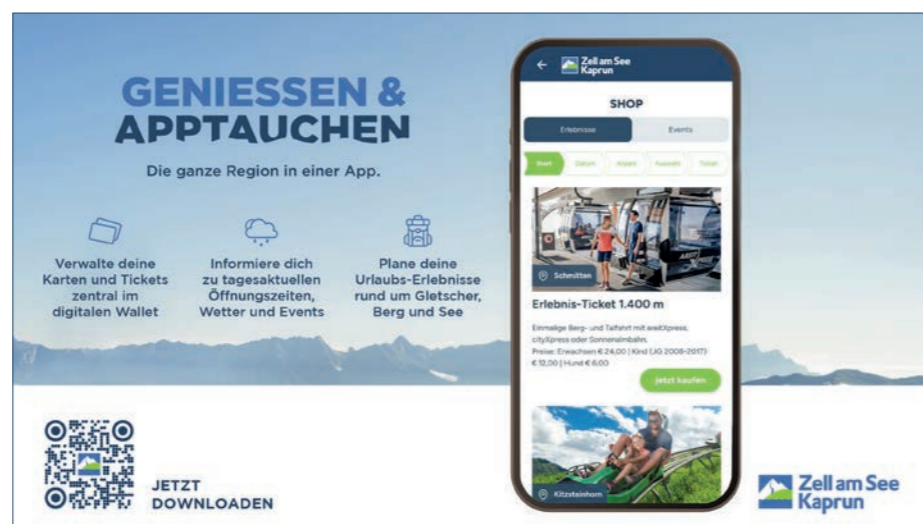 GENIESSEN &
APPTAUCHEN
Die ganze Region in einer App.
Verwalte deine
Karten und Tickets
zentral im
digitalen Wallet
Informiere dich
zu tagesaktuellen
Öffnungszeiten,
Wetter und Events
Plane deine
Urlaubs-Erlebnisse
rund um Gletscher,
Berg und See
JETZT
DOWNLOADEN
Zell am See
Kaprun
SHOP
Erlebnisse Events
Start Datum Anzahl Auswahl Ticket
Schmitten
Erlebnis-Ticket 1.400 m
Einmalige Berg- und Talfahrt mit areitXpress,
cityXpress oder Sonnenalmbahn.
Preise: Erwachsen € 24,00 | Kind (JG 2008-2017)
€ 12,00 | Hund € 6,00
jetzt kaufen
Kitzsteinhorn
Zell am See
Kaprun